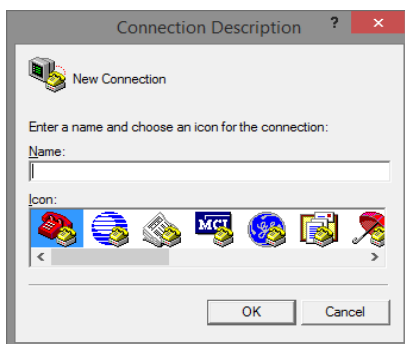 Connection Description
?
×
New Connection
Enter a name and choose an icon for the connection:
Name:
Icon:
MCI
<
>
OK
Cancel